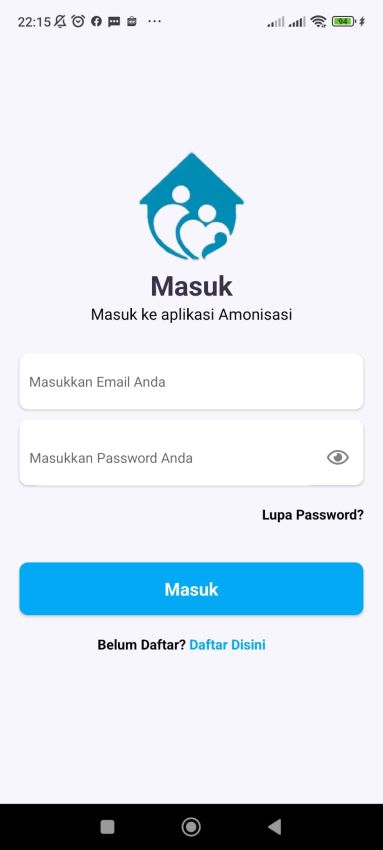 22:15
94
Masuk
Masuk ke aplikasi Amonisasi
Masukkan Email Anda
Masukkan Password Anda
Lupa Password?
Masuk
Belum Daftar? Daftar Disini